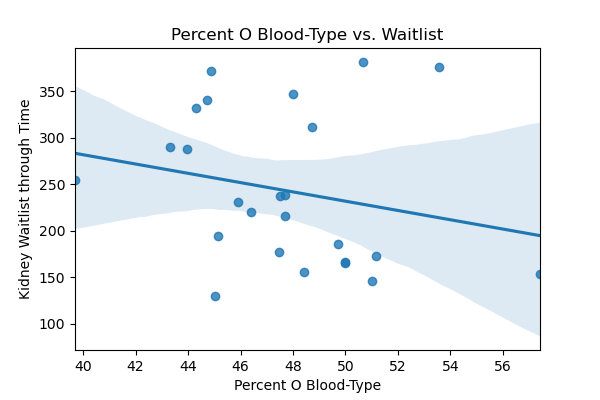 Percent O Blood-Type vs. Waitlist
Kidney Waitlist through Time
350
300
250
200
150
100
40 42 44 46 48 50 52 54 56
Percent O Blood-Type